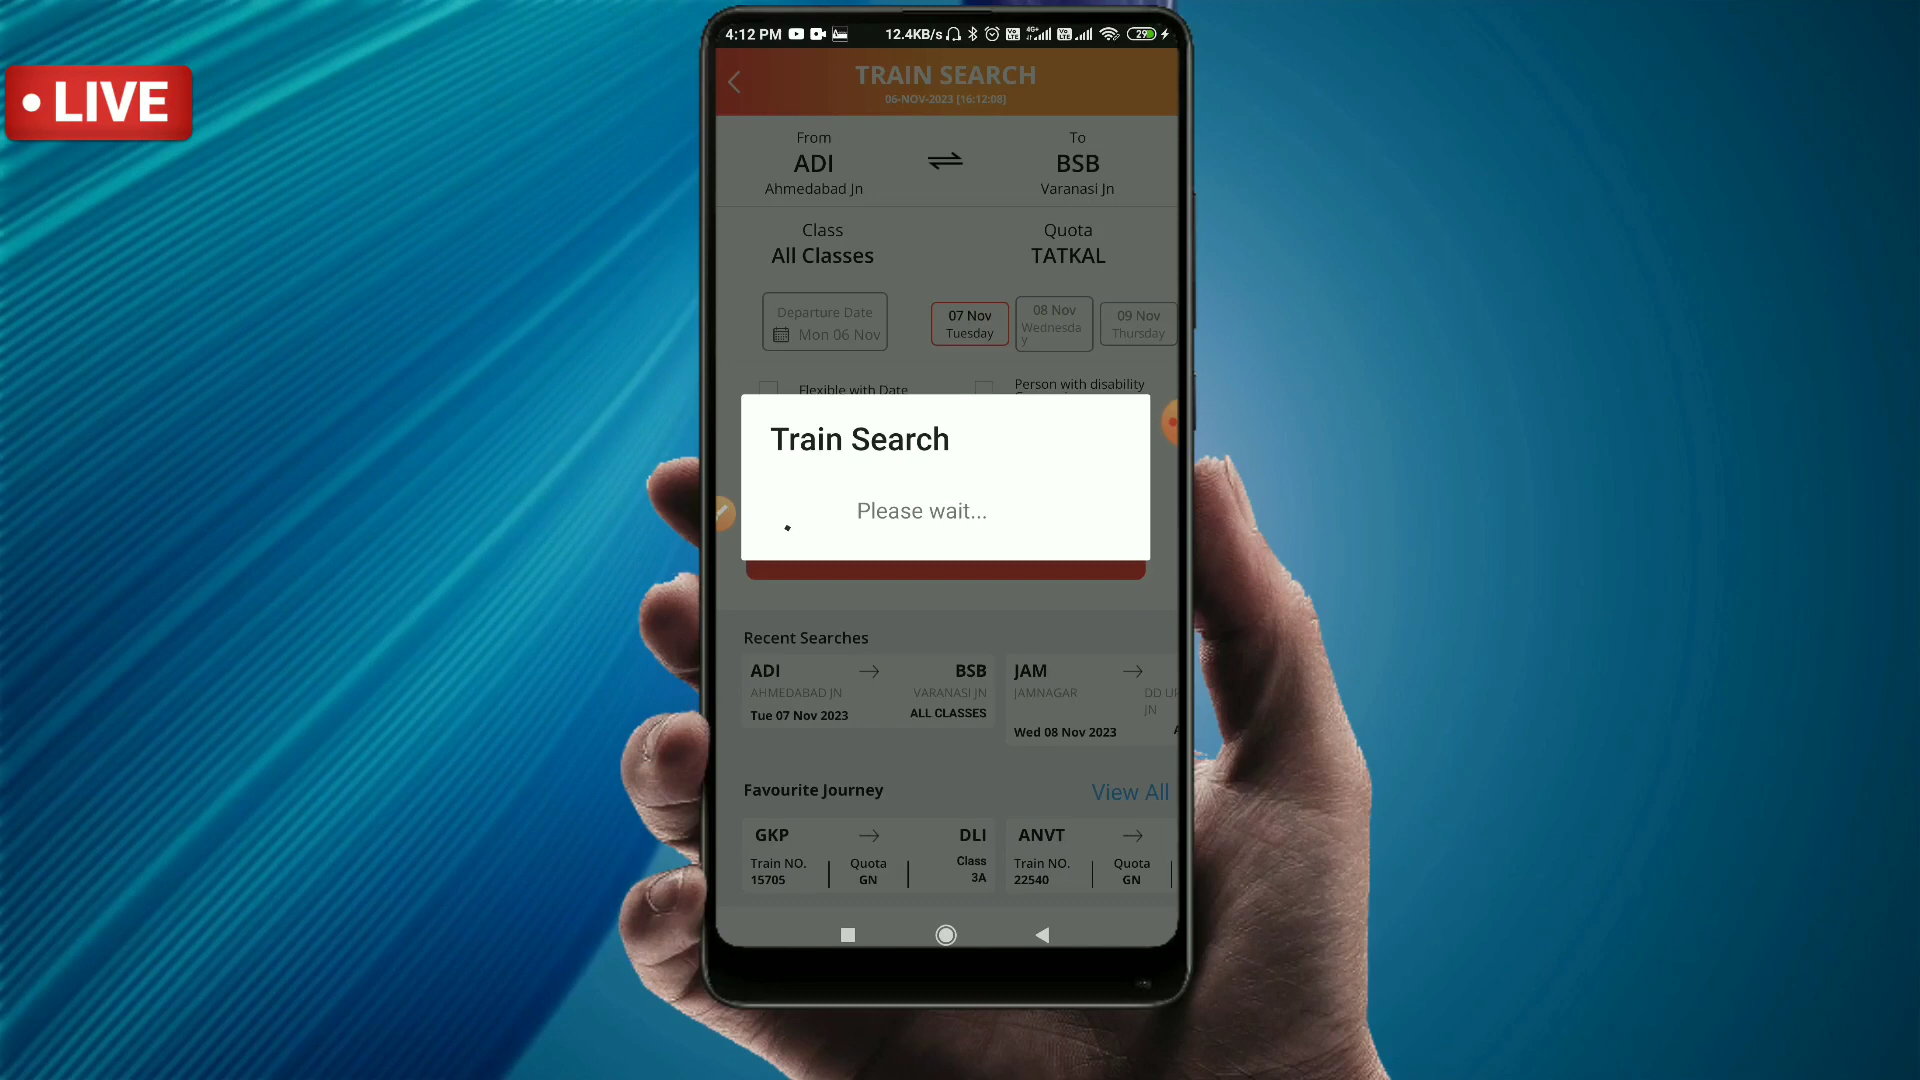 LIVE
4:12 PM 12.4KB/s 29
TRAIN SEARCH
06-NOV-2023 [16:12:08]
From To
ADI BSB
Ahmedabad Jn Varanasi Jn
Class Quota
All Classes TATKAL
Departure Date
Mon 06 Nov
07 Nov
Tuesday
08 Nov
Wednesda
y
09 Nov
Thursday
Flexible with Date
Person with disability
Train Search
Please wait...
Recent Searches
ADI BSB
AHMEDABAD JN VARANASI JN
Tue 07 Nov 2023 ALL CLASSES
JAM
JAMNAGAR DD U
JN
Wed 08 Nov 2023
Favourite Journey View All
GKP DLI
Train NO. Quota Class
15705 GN 3A
ANVT
Train NO. Quota
22540 GN